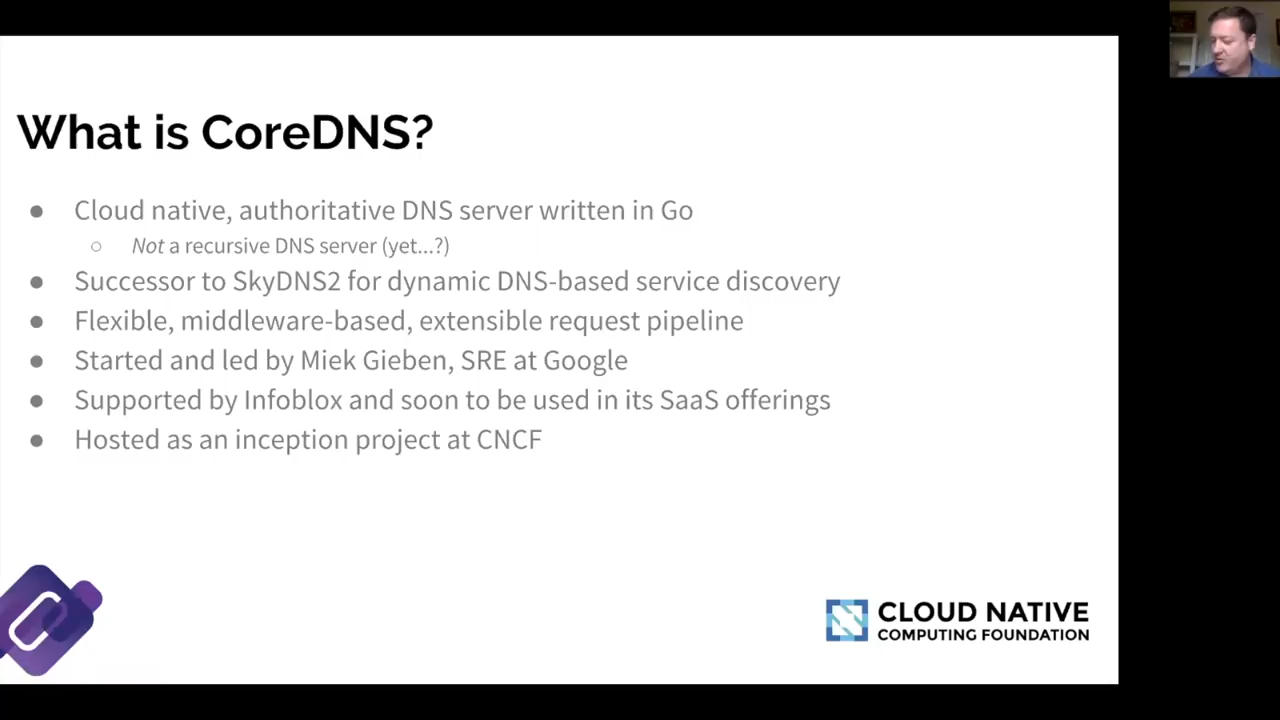 What is CoreDNS?
● Cloud native, authoritative DNS server written in Go
○ Not a recursive DNS server (yet...?)
● Successor to SkyDNS2 for dynamic DNS-based service discovery
● Flexible, middleware-based, extensible request pipeline
● Started and led by Miek Gieben, SRE at Google
● Supported by Infoblox and soon to be used in its SaaS offerings
● Hosted as an inception project at CNCF
CLOUD NATIVE
COMPUTING FOUNDATION